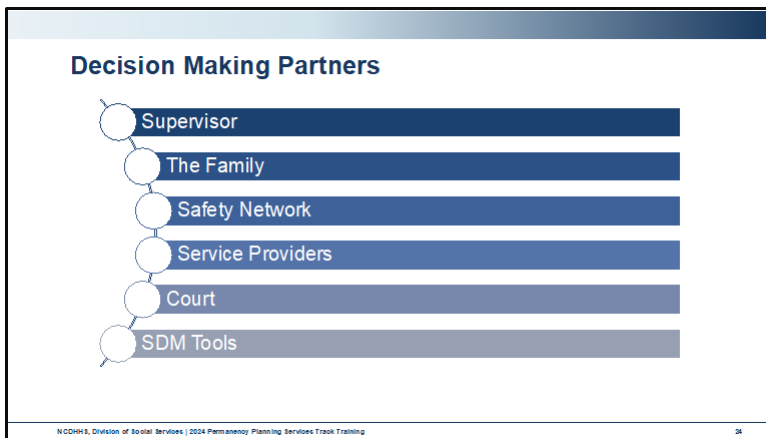 Decision Making Partners
Supervisor
The Family
Safety Network
Service Providers
Court
SDM Tools
NCDHHS, Division of Social Services | 2024 Permanency Planning Services Track Training
24